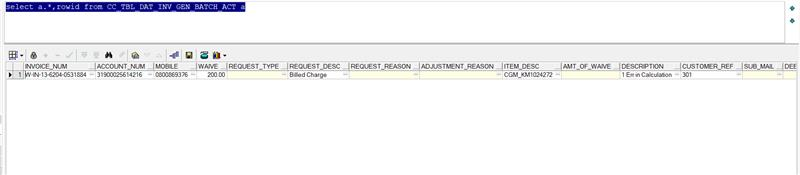 select a.*,rowid from CC_TBL_DAT_INV_GEN_BATCH_ACT a
INVOICE_NUM ACCOUNT_NUM MOBILE WAIVE REQUEST_TYPE REQUEST_DESC REQUEST_REASON ADJUSTMENT_REASON ITEM_DESC AMT_OF_WAIVE DESCRIPTION CUSTOMER_REF SUB_MAIL DEE
1 W-IN-13-6204-0531884 31900025614216 0800869376 200.00 Billed Charge CGM_KM1024272 1 Err in Calculation 301